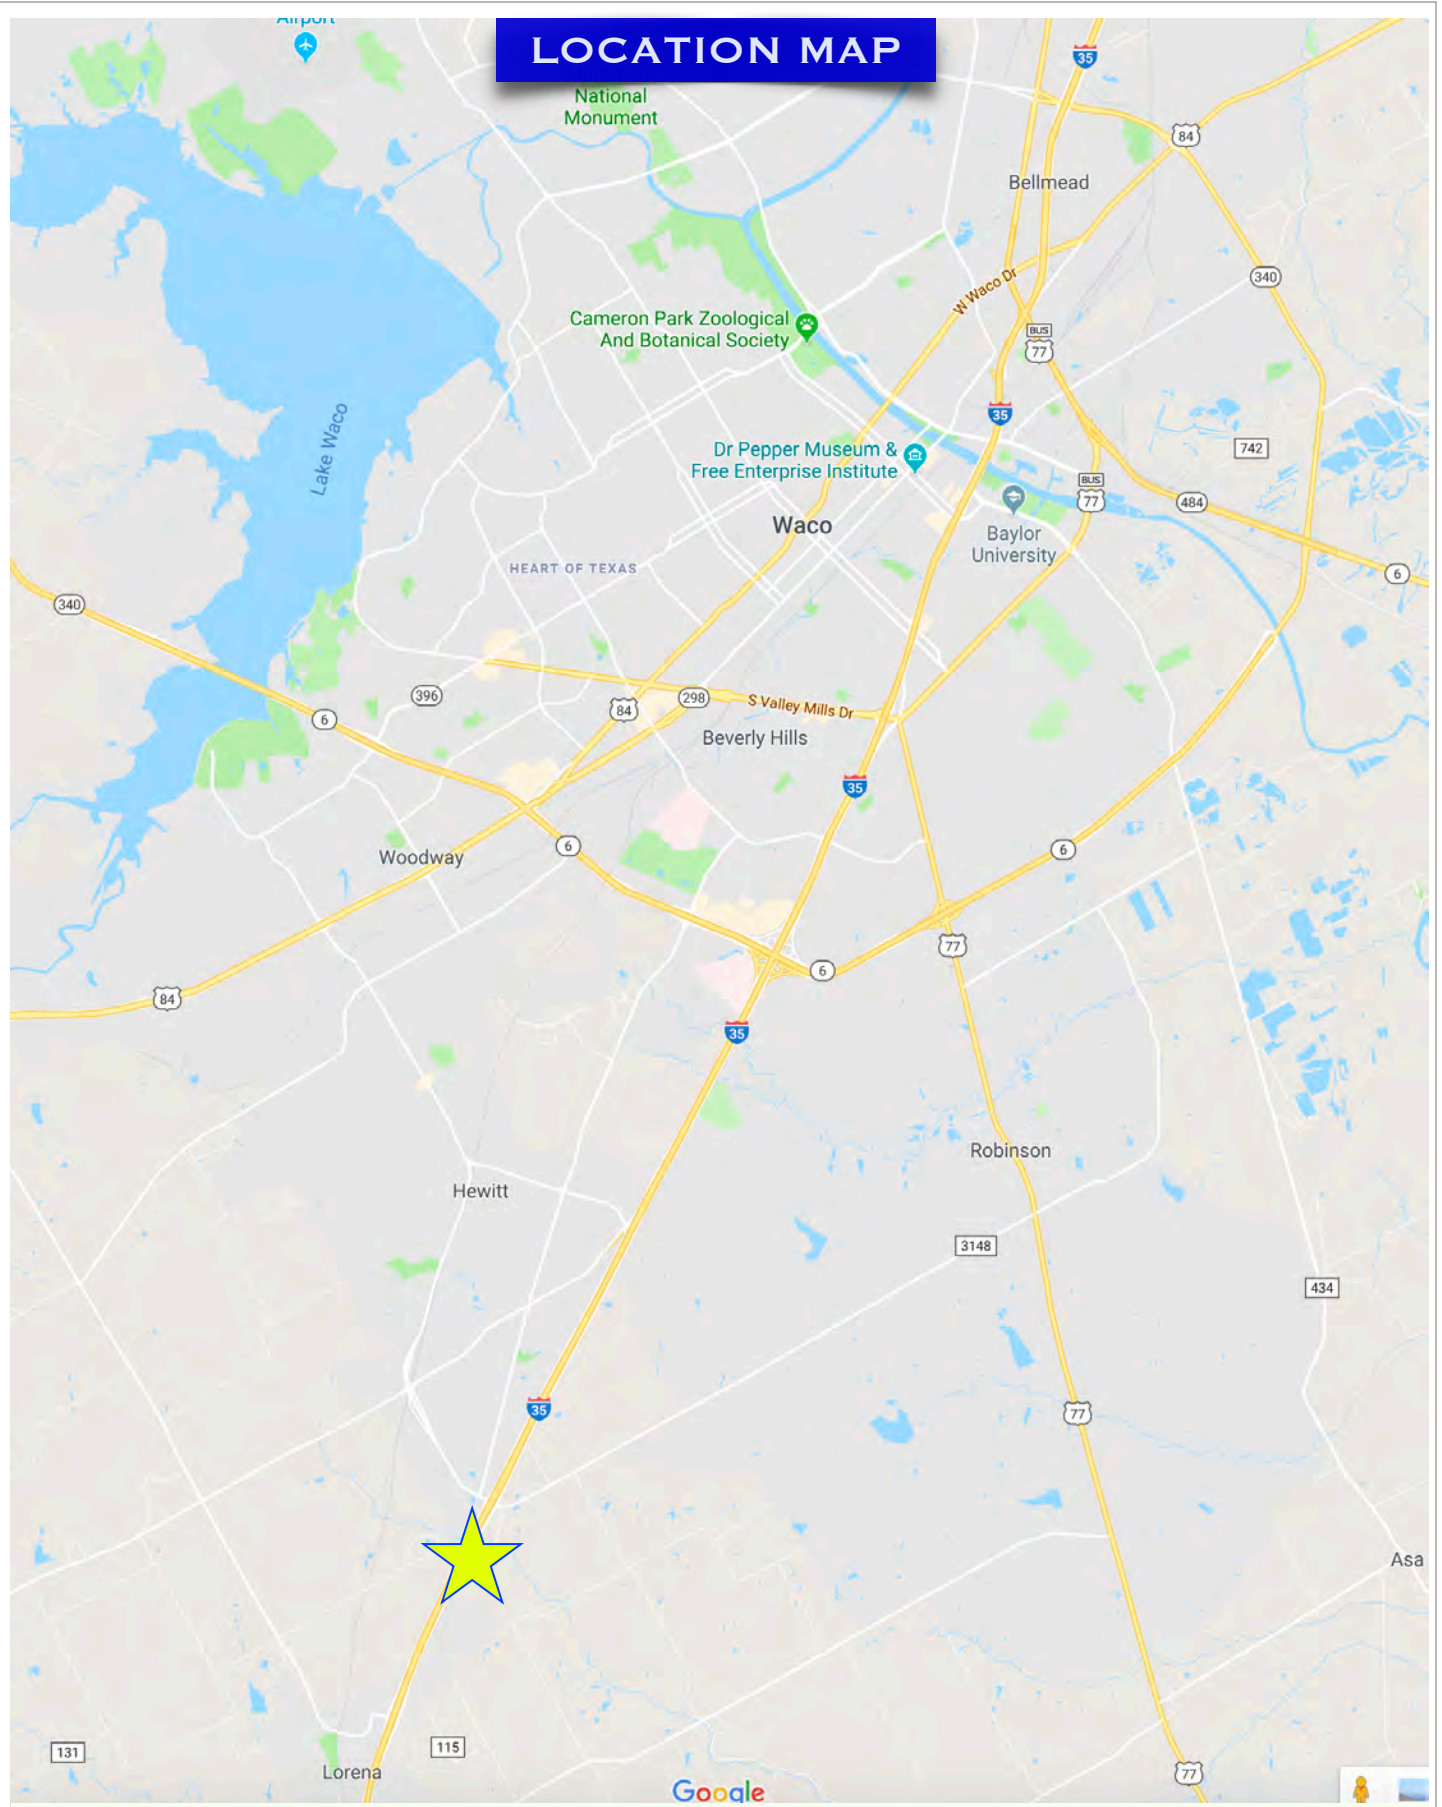 Airport
LOCATION MAP
35
National
Monument
84
Bellmead
340
W Waco Dr
Cameron Park Zoological
And Botanical Society
BUS
77
35
Lake Waco
Dr Pepper Museum &
Free Enterprise Institute
742
BUS
77
484
Waco
Baylor
University
HEART OF TEXAS
6
340
396
84
298
S Valley Mills Dr
6
Beverly Hills
35
6
Woodway
6
77
6
84
35
Robinson
Hewitt
3148
434
35
77
Asa
131
115
Lorena
Google
77